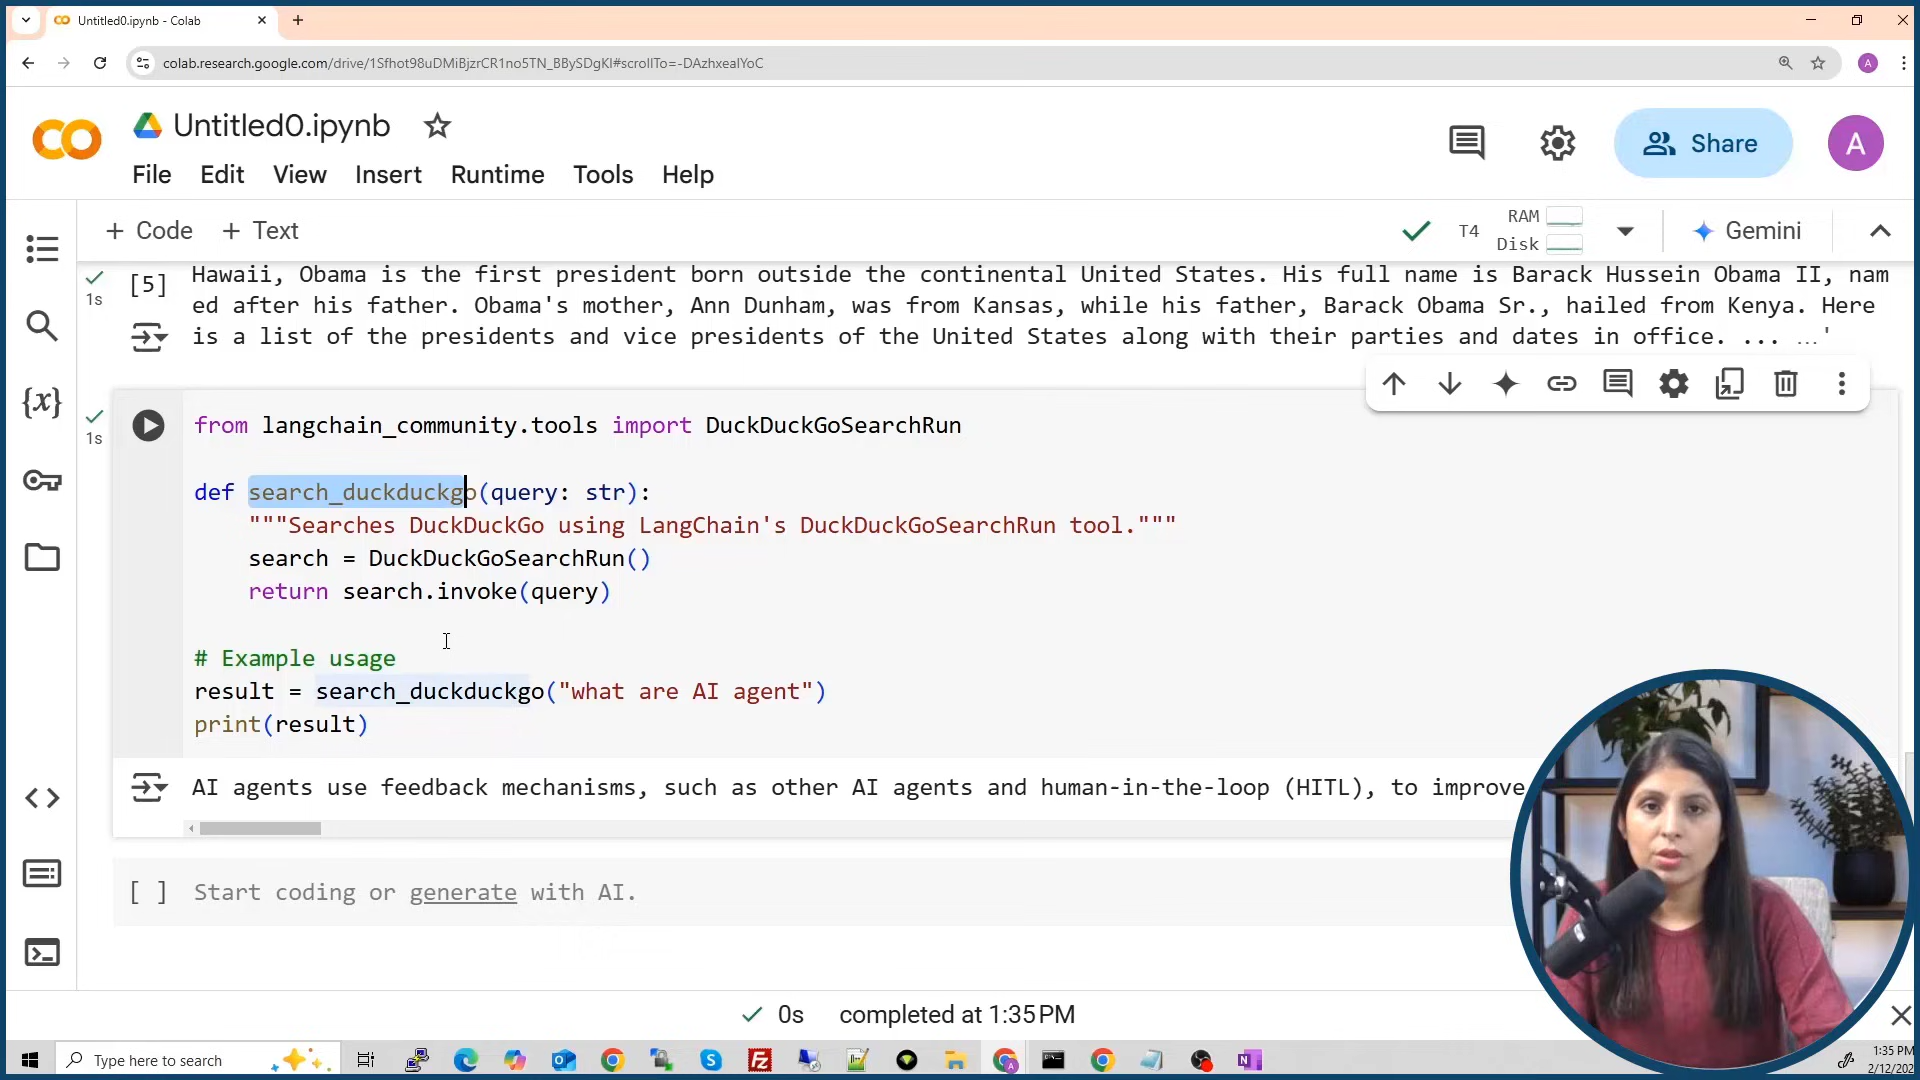 Untitled0.ipynb - Colab
colab.research.google.com/drive/1Sfhot98uDMiBjzrCR1no5TN_BBySDgKl#scrollTo=-DAzhxealYoC
A
CO
Untitled0.ipynb
Share
A
File Edit View Insert Runtime Tools Help
+ Code + Text
T4
RAM
Disk
Gemini
1s
[5]
Hawaii, Obama is the first president born outside the continental United States. His full name is Barack Hussein Obama II, nam
ed after his father. Obama's mother, Ann Dunham, was from Kansas, while his father, Barack Obama Sr., hailed from Kenya. Here
is a list of the presidents and vice presidents of the United States along with their parties and dates in office. ... ...'
{x}
1s
from langchain_community.tools import DuckDuckGoSearchRun
def search_duckduckgo(query: str):
"""Searches DuckDuckGo using LangChain's DuckDuckGoSearchRun tool."""
search = DuckDuckGoSearchRun()
return search.invoke(query)
# Example usage
result = search_duckduckgo("what are AI agent")
print(result)
AI agents use feedback mechanisms, such as other AI agents and human-in-the-loop (HITL), to improve
[ ] Start coding or generate with AI.
0s completed at 1:35 PM
Type here to search
1:35 PM
2/12/202